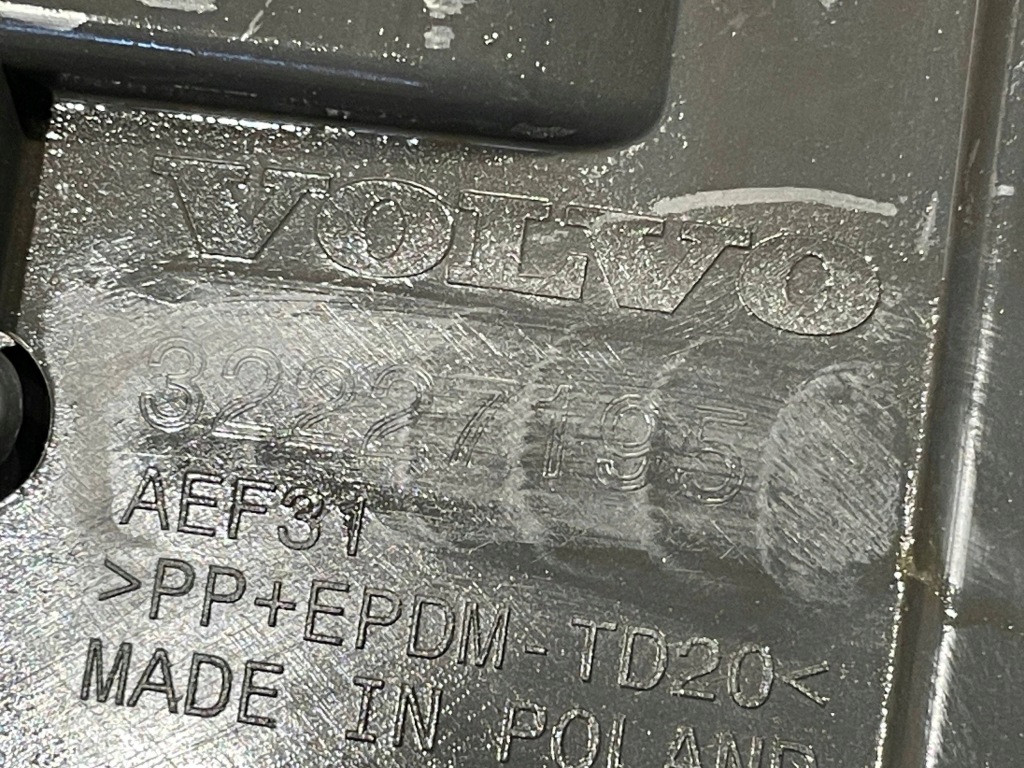 VOLVO
32227195
AEF31
>PP+EPDM-TD20<
MADE IN POLAND